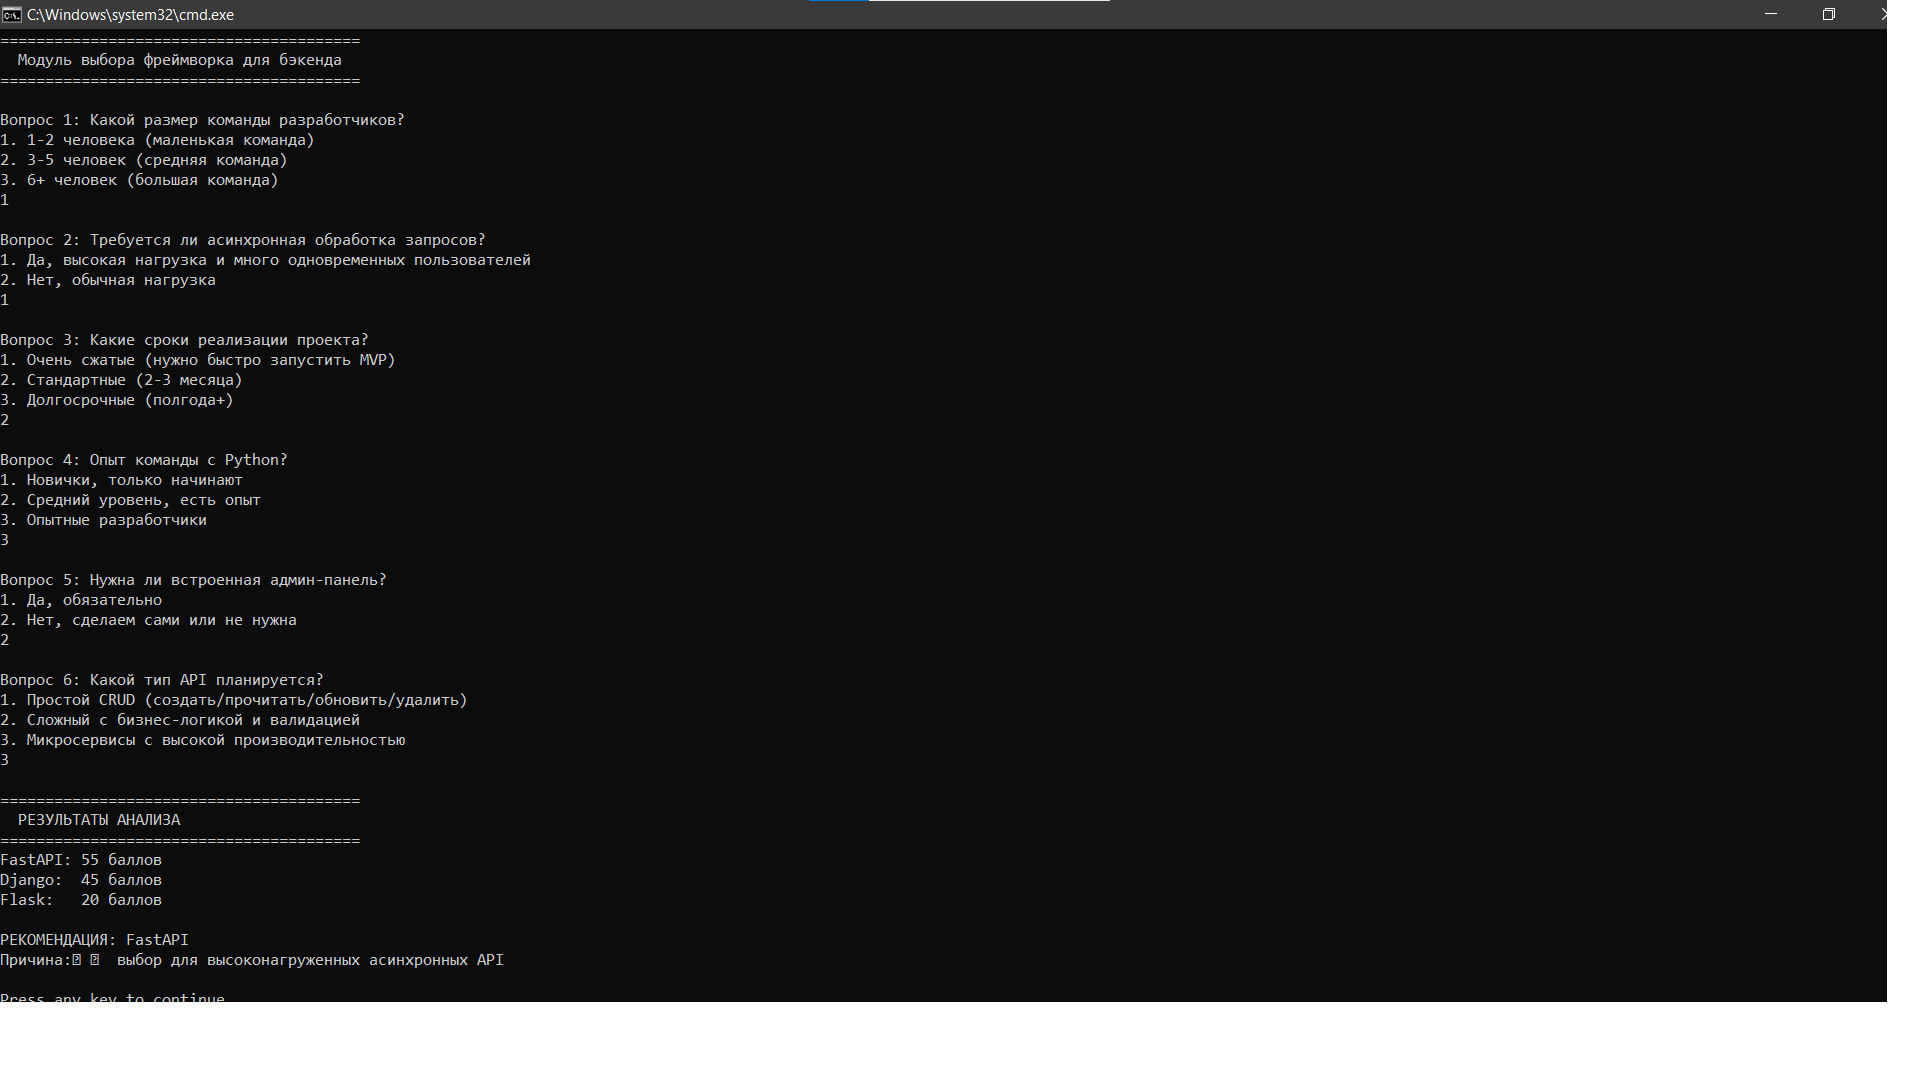 C:\Windows\system32\cmd.exe
========================================
Модуль выбора фреймворка для бэкенда
========================================
Вопрос 1: Какой размер команды разработчиков?
1. 1-2 человека (маленькая команда)
2. 3-5 человек (средняя команда)
3. 6+ человек (большая команда)
1
Вопрос 2: Требуется ли асинхронная обработка запросов?
1. Да, высокая нагрузка и много одновременных пользователей
2. Нет, обычная нагрузка
1
Вопрос 3: Какие сроки реализации проекта?
1. Очень сжатые (нужно быстро запустить MVP)
2. Стандартные (2-3 месяца)
3. Долгосрочные (полгода+)
2
Вопрос 4: Опыт команды с Python?
1. Новички, только начинают
2. Средний уровень, есть опыт
3. Опытные разработчики
3
Вопрос 5: Нужна ли встроенная админ-панель?
1. Да, обязательно
2. Нет, сделаем сами или не нужна
2
Вопрос 6: Какой тип API планируется?
1. Простой CRUD (создать/прочитать/обновить/удалить)
2. Сложный с бизнес-логикой и валидацией
3. Микросервисы с высокой производительностью
3
========================================
РЕЗУЛЬТАТЫ АНАЛИЗА
========================================
FastAPI: 55 баллов
Django: 45 баллов
Flask: 20 баллов
РЕКОМЕНДАЦИЯ: FastAPI
Причина: выбор для высоконагруженных асинхронных API
Press any key to continue